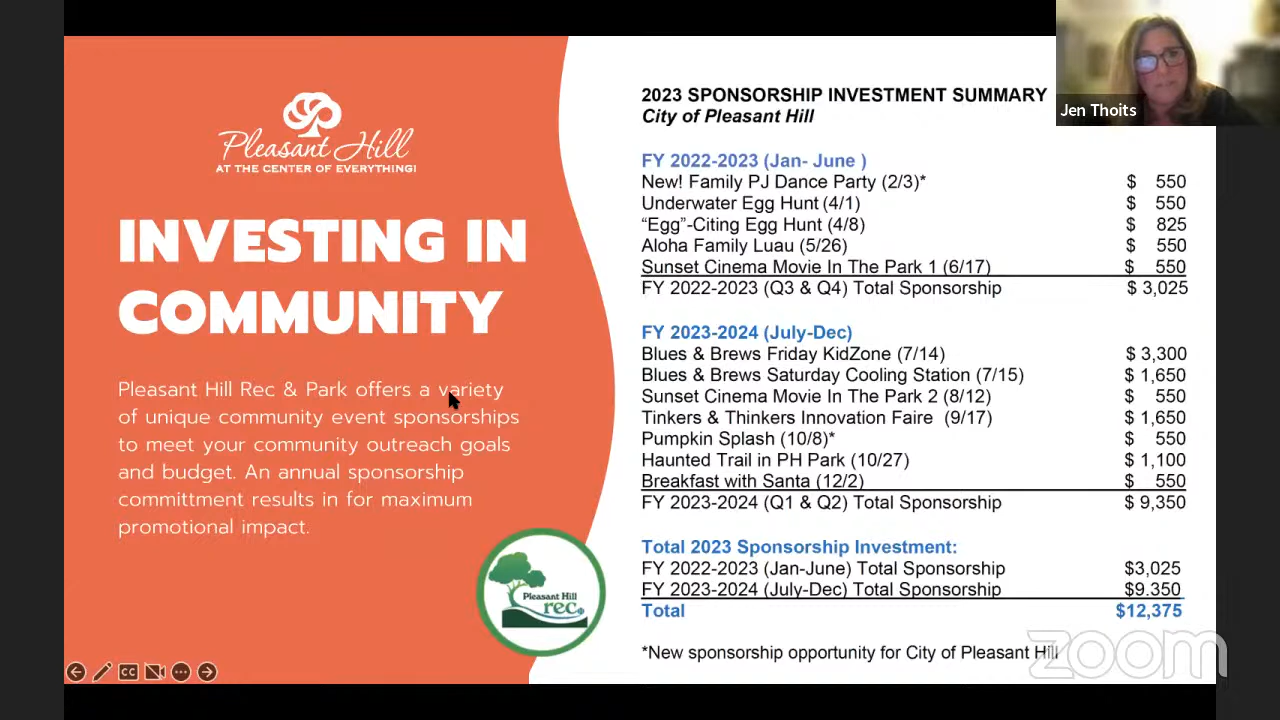 Pleasant Hill
AT THE CENTER OF EVERYTHING!
INVESTING IN
COMMUNITY
Pleasant Hill Rec & Park offers a variety
of unique community event sponsorships
to meet your community outreach goals
and budget. An annual sponsorship
committment results in for maximum
promotional impact.
Pleasant Hill
rec
2023 SPONSORSHIP INVESTMENT SUMMARY
City of Pleasant Hill
FY 2022-2023 (Jan- June )
New! Family PJ Dance Party (2/3)* $ 550
Underwater Egg Hunt (4/1) $ 550
“Egg”-Citing Egg Hunt (4/8) $ 825
Aloha Family Luau (5/26) $ 550
Sunset Cinema Movie In The Park 1 (6/17) $ 550
FY 2022-2023 (Q3 & Q4) Total Sponsorship $ 3,025
FY 2023-2024 (July-Dec)
Blues & Brews Friday KidZone (7/14) $ 3,300
Blues & Brews Saturday Cooling Station (7/15) $ 1,650
Sunset Cinema Movie In The Park 2 (8/12) $ 550
Tinkers & Thinkers Innovation Faire (9/17) $ 1,650
Pumpkin Splash (10/8)* $ 550
Haunted Trail in PH Park (10/27) $ 1,100
Breakfast with Santa (12/2) $ 550
FY 2023-2024 (Q1 & Q2) Total Sponsorship $ 9,350
Total 2023 Sponsorship Investment:
FY 2022-2023 (Jan-June) Total Sponsorship $3,025
FY 2023-2024 (July-Dec) Total Sponsorship $9.350
Total $12,375
*New sponsorship opportunity for City of Pleasant Hill
Jen Thoits
CC
zoom